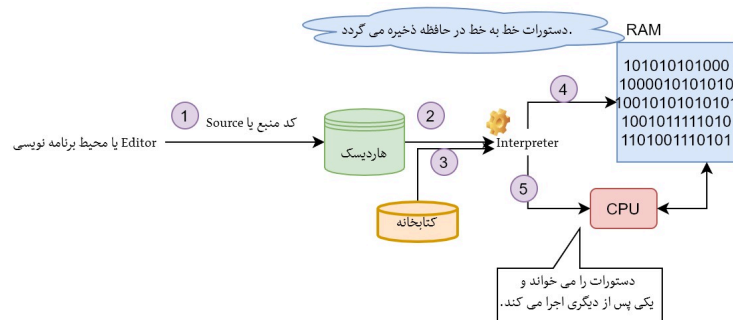 دستورات خط به خط در حافظه ذخیره می گردد.
RAM
101010101000
10000101010101
10010101010101
1001011111010
1101001110101
1
2
3
4
5
کد منبع یا Source
Editor یا محیط برنامه نویسی
هاردیسک
Interpreter
کتابخانه
CPU
دستورات را می خواند و
یکی پس از دیگری اجرا می کند.